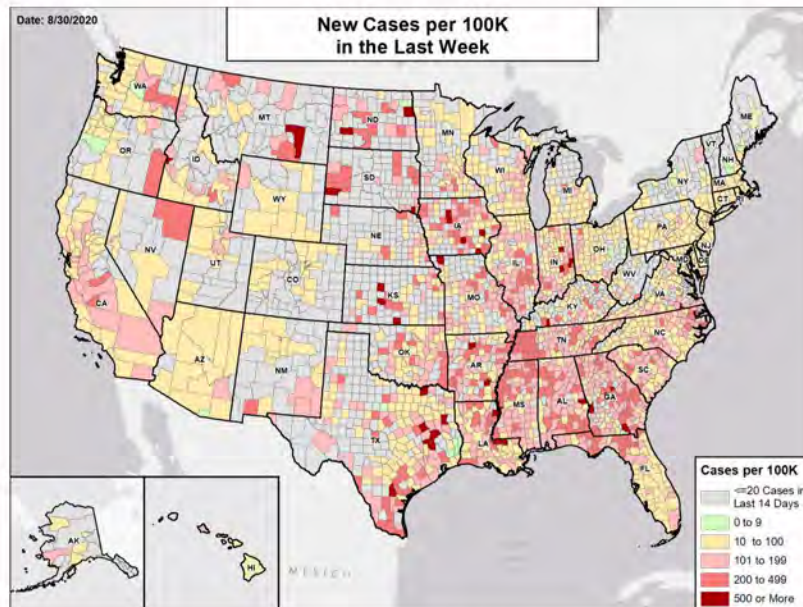 Date: 8/30/2020
New Cases per 100K
in the Last Week
WA
MT
ND
MN
ME
OR
ID
SD
WI
MI
VT
NH
NY
MA
CT
RI
WY
NE
IA
PA
NJ
NV
UT
CO
IL
IN
OH
MD
DE
WV
VA
CA
KS
MO
KY
NC
AZ
NM
OK
AR
TN
SC
TX
LA
MS
AL
GA
FL
AK
HI
MEXICO
Cases per 100K
<=20 Cases in
Last 14 Days
0 to 9
10 to 100
101 to 199
200 to 499
500 or More